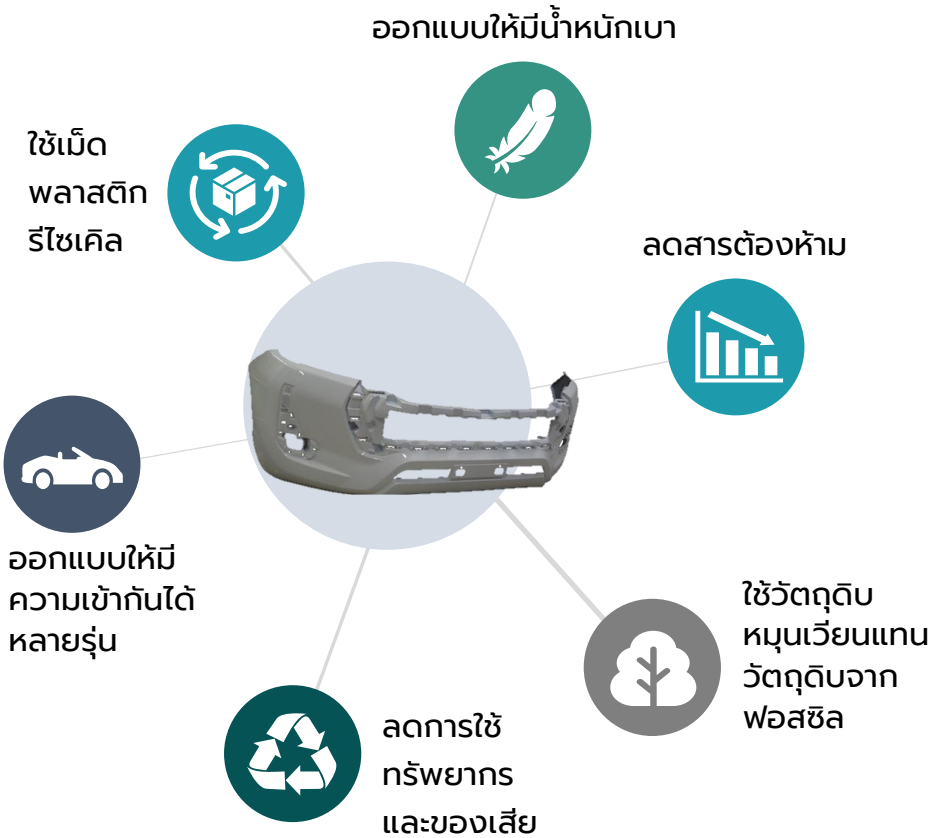 ออกแบบให้มีน้ำหนักเบา
ใช้เม็ด
พลาสติก
รีไซเคิล
ลดสารต้องห้าม
ออกแบบให้มี
ความเข้ากันได้
หลายรุ่น
ใช้วัตถุดิบ
หมุนเวียนแทน
วัตถุดิบจาก
ฟอสซิล
ลดการใช้
ทรัพยากร
และของเสีย